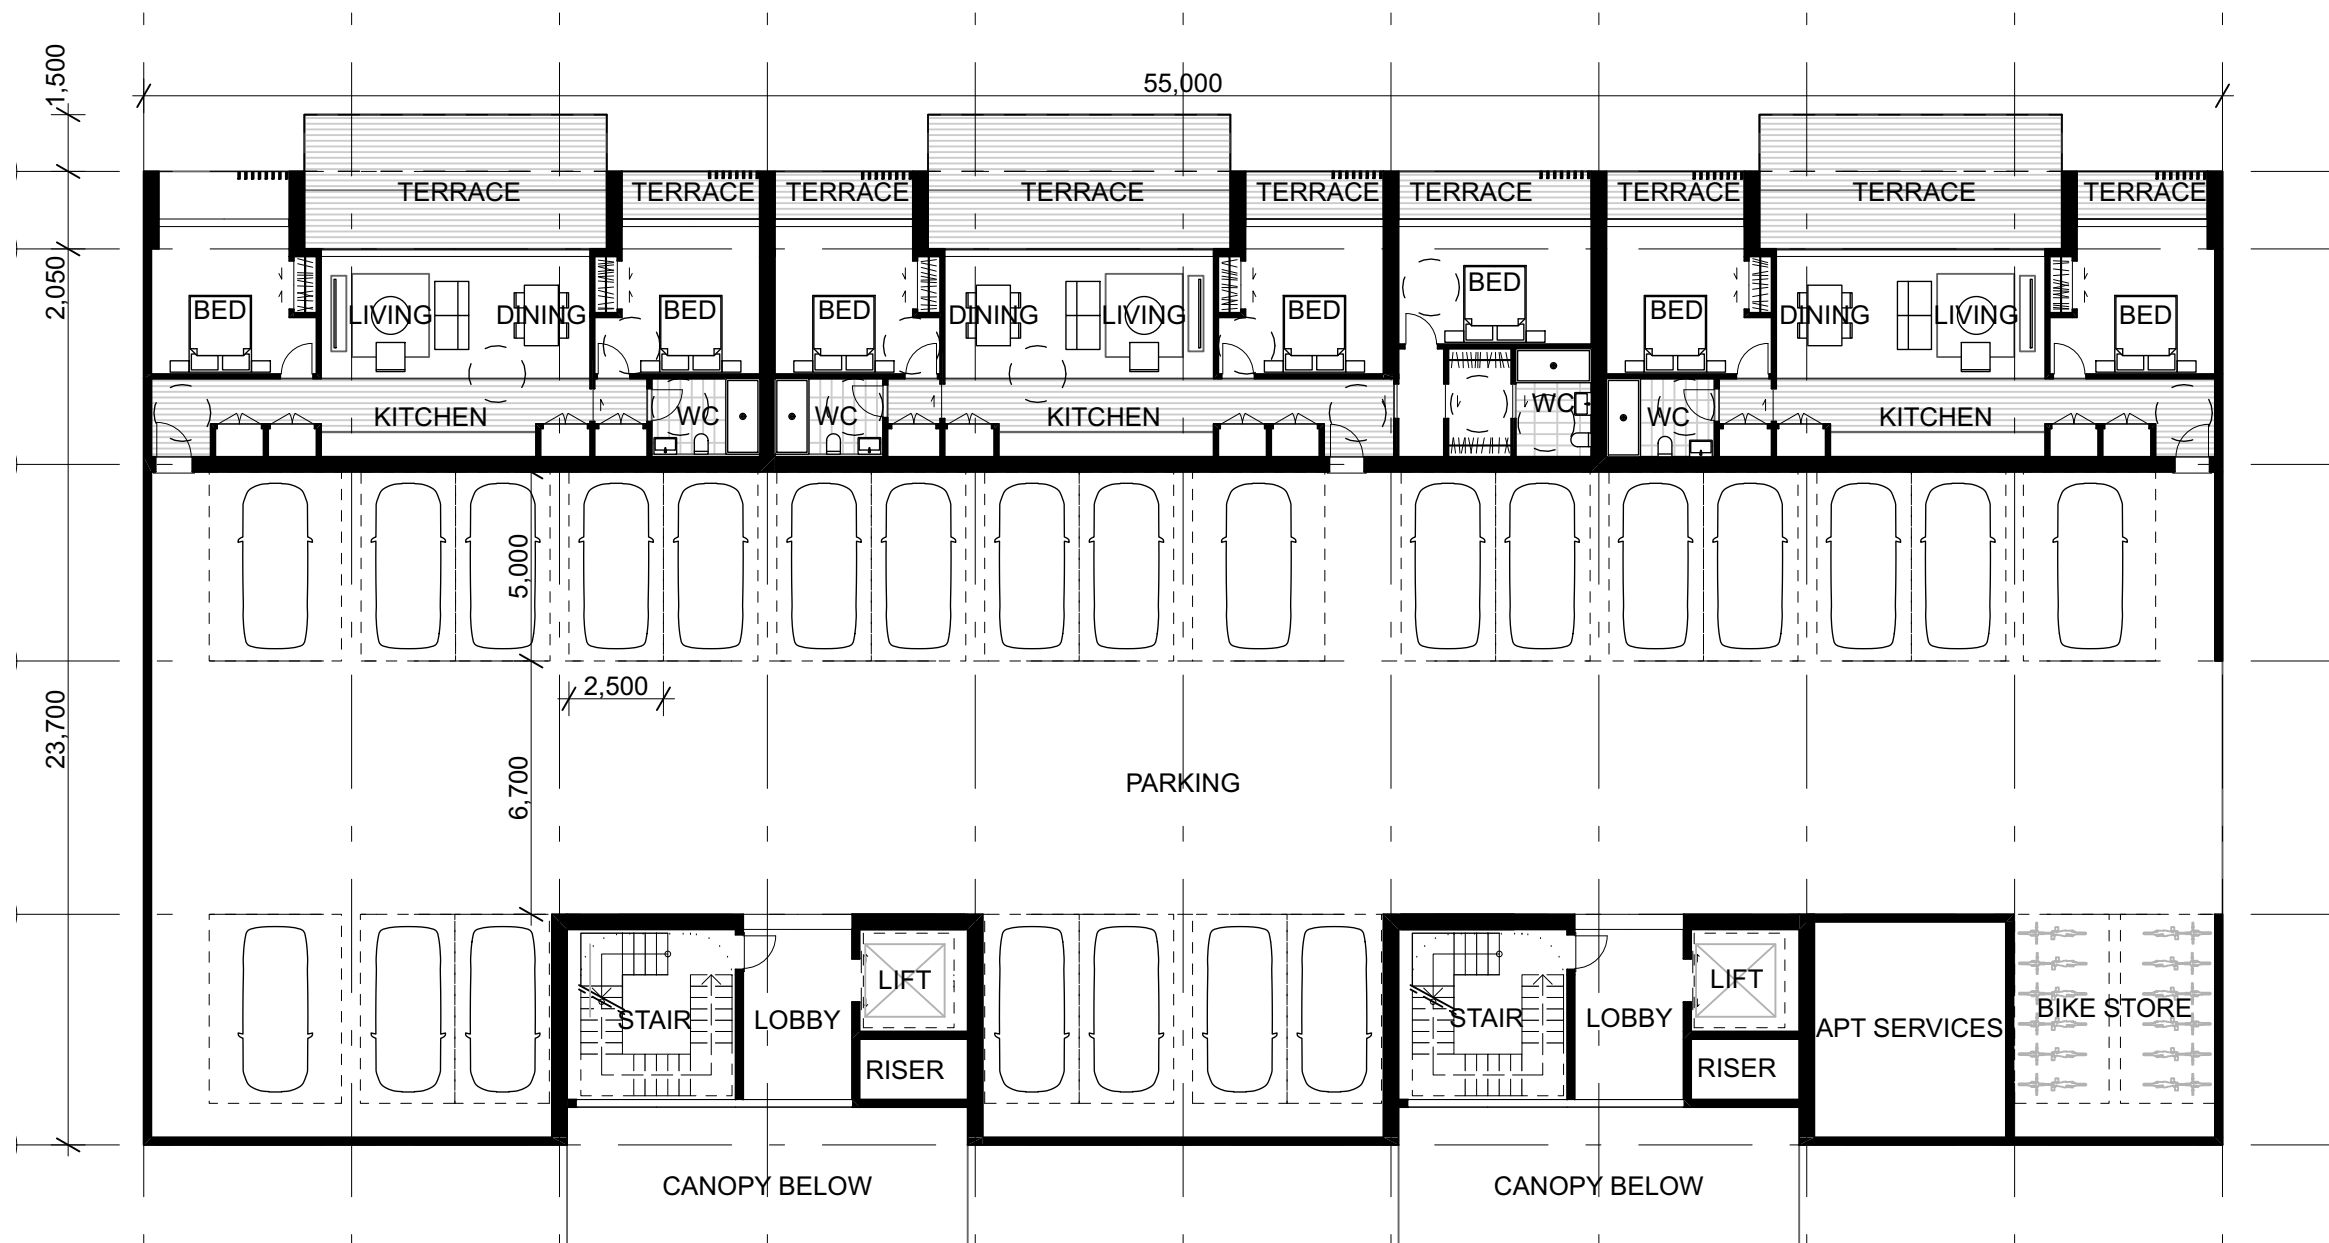 1,500
55,000
TERRACE
TERRACE
TERRACE
TERRACE
TERRACE
TERRACE
TERRACE
TERRACE
TERRACE
2,050
BED
LIVING
DINING
BED
BED
DINING
LIVING
BED
BED
BED
DINING
LIVING
BED
KITCHEN
WC
WC
KITCHEN
WC
WC
KITCHEN
5,000
2,500
23,700
6,700
PARKING
STAIR
LOBBY
LIFT
RISER
STAIR
LOBBY
LIFT
RISER
APT SERVICES
BIKE STORE
CANOPY BELOW
CANOPY BELOW